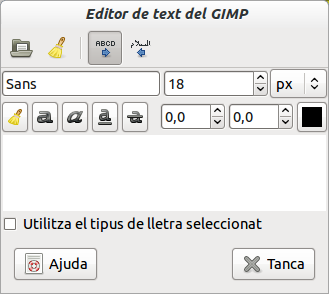 Editor de text del GIMP
ABCD
السلام
Sans 18 px
a a a a 0,0 0,0
Utilitza el tipus de lletra seleccionat
Ajuda Tanca